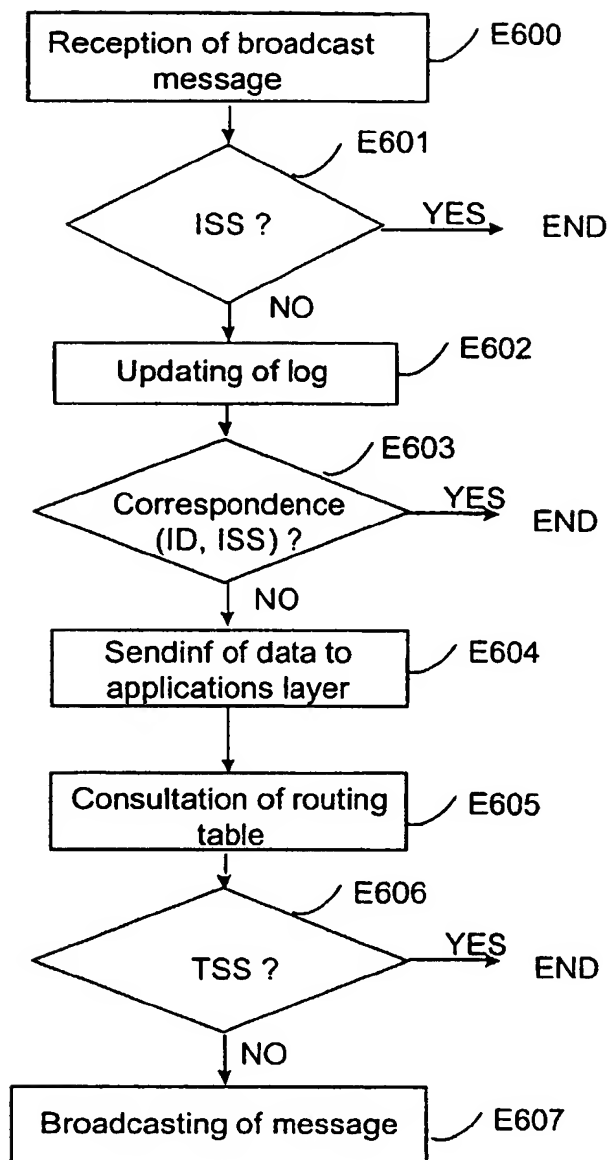 Reception of broadcast
message
E600
E601
ISS ?
YES
END
NO
Updating of log
E602
E603
Correspondence
(ID, ISS) ?
YES
END
NO
Sendinf of data to
applications layer
E604
Consultation of routing
table
E605
E606
TSS ?
YES
END
NO
Broadcasting of message
E607